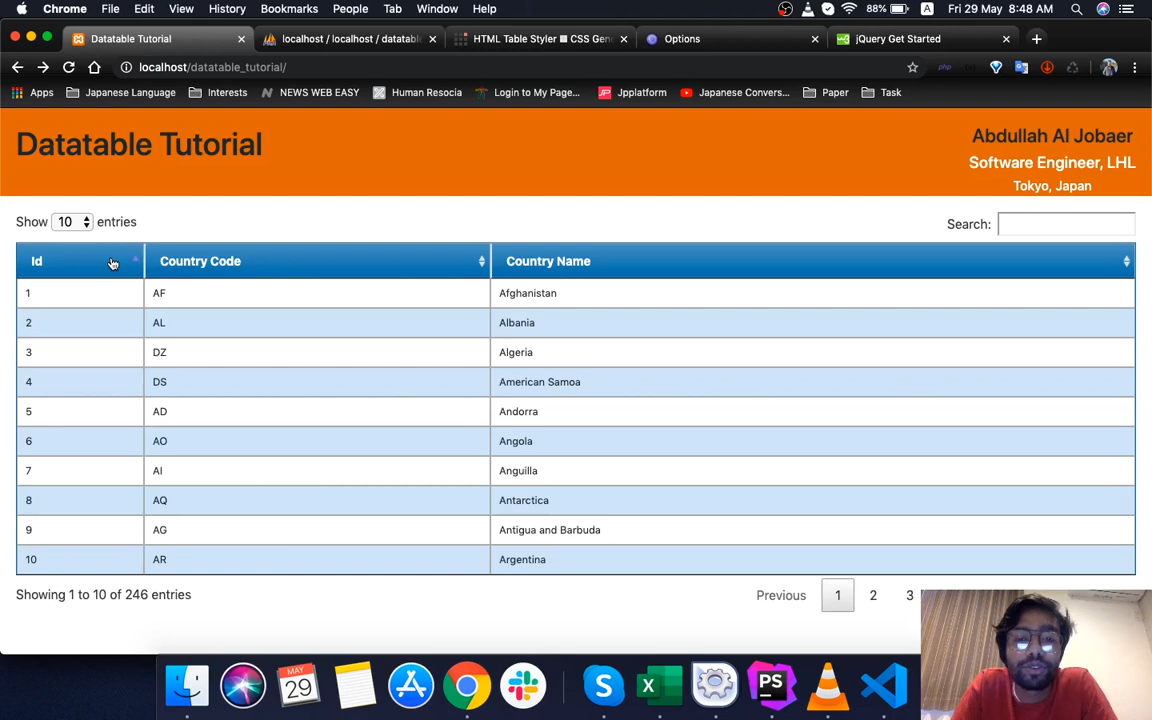 Chrome File Edit View History Bookmarks People Tab Window Help 88% A Fri 29 May 8:48 AM
Datatable Tutorial localhost / localhost / datatabl HTML Table Styler CSS Gen Options jQuery Get Started
localhost/datatable_tutorial/ php
Apps Japanese Language Interests NEWS WEB EASY Human Resocia Login to My Page... Jpplatform Japanese Convers... Paper Task
Datatable Tutorial
Abdullah Al Jobaer
Software Engineer, LHL
Tokyo, Japan
Show 10 entries Search:
Id Country Code Country Name
1 AF Afghanistan
2 AL Albania
3 DZ Algeria
4 DS American Samoa
5 AD Andorra
6 AO Angola
7 AI Anguilla
8 AQ Antarctica
9 AG Antigua and Barbuda
10 AR Argentina
Showing 1 to 10 of 246 entries Previous 1 2 3
MAY
29
S X PS